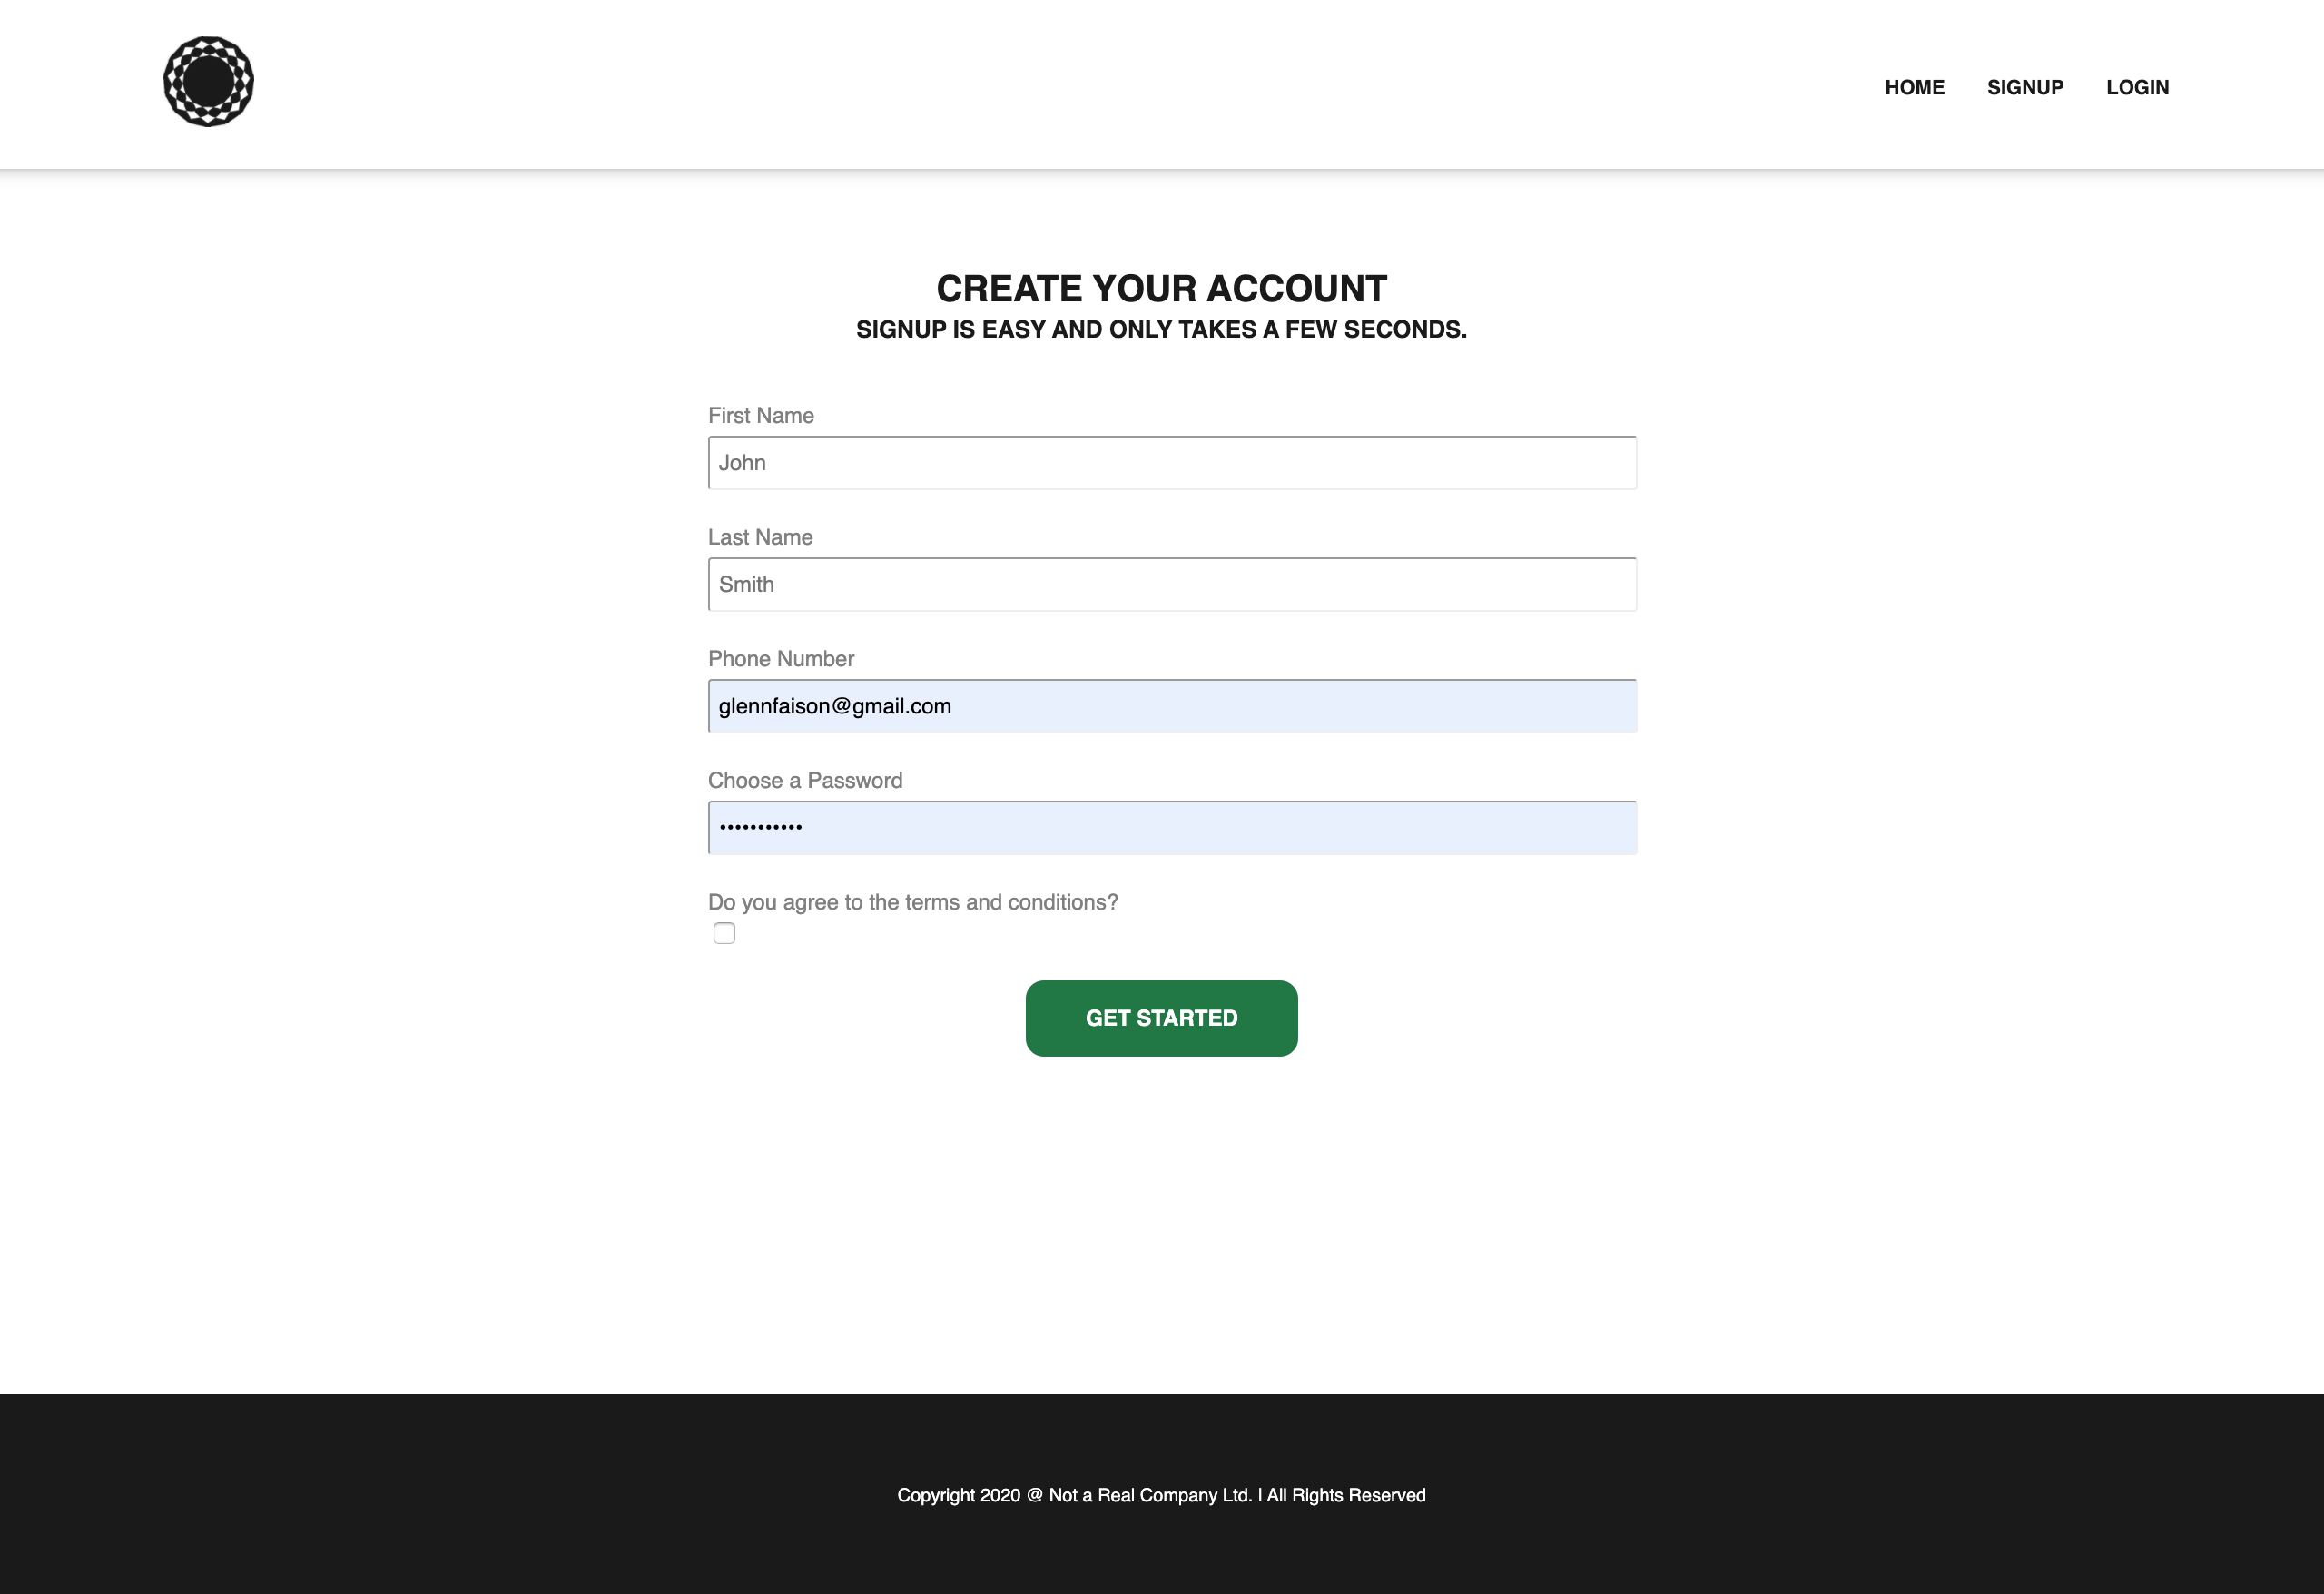 HOME SIGNUP LOGIN
CREATE YOUR ACCOUNT
SIGNUP IS EASY AND ONLY TAKES A FEW SECONDS.
First Name
John
Last Name
Smith
Phone Number
glennfaison@gmail.com
Choose a Password
•••••••••••
Do you agree to the terms and conditions?
GET STARTED
Copyright 2020 @ Not a Real Company Ltd. I All Rights Reserved